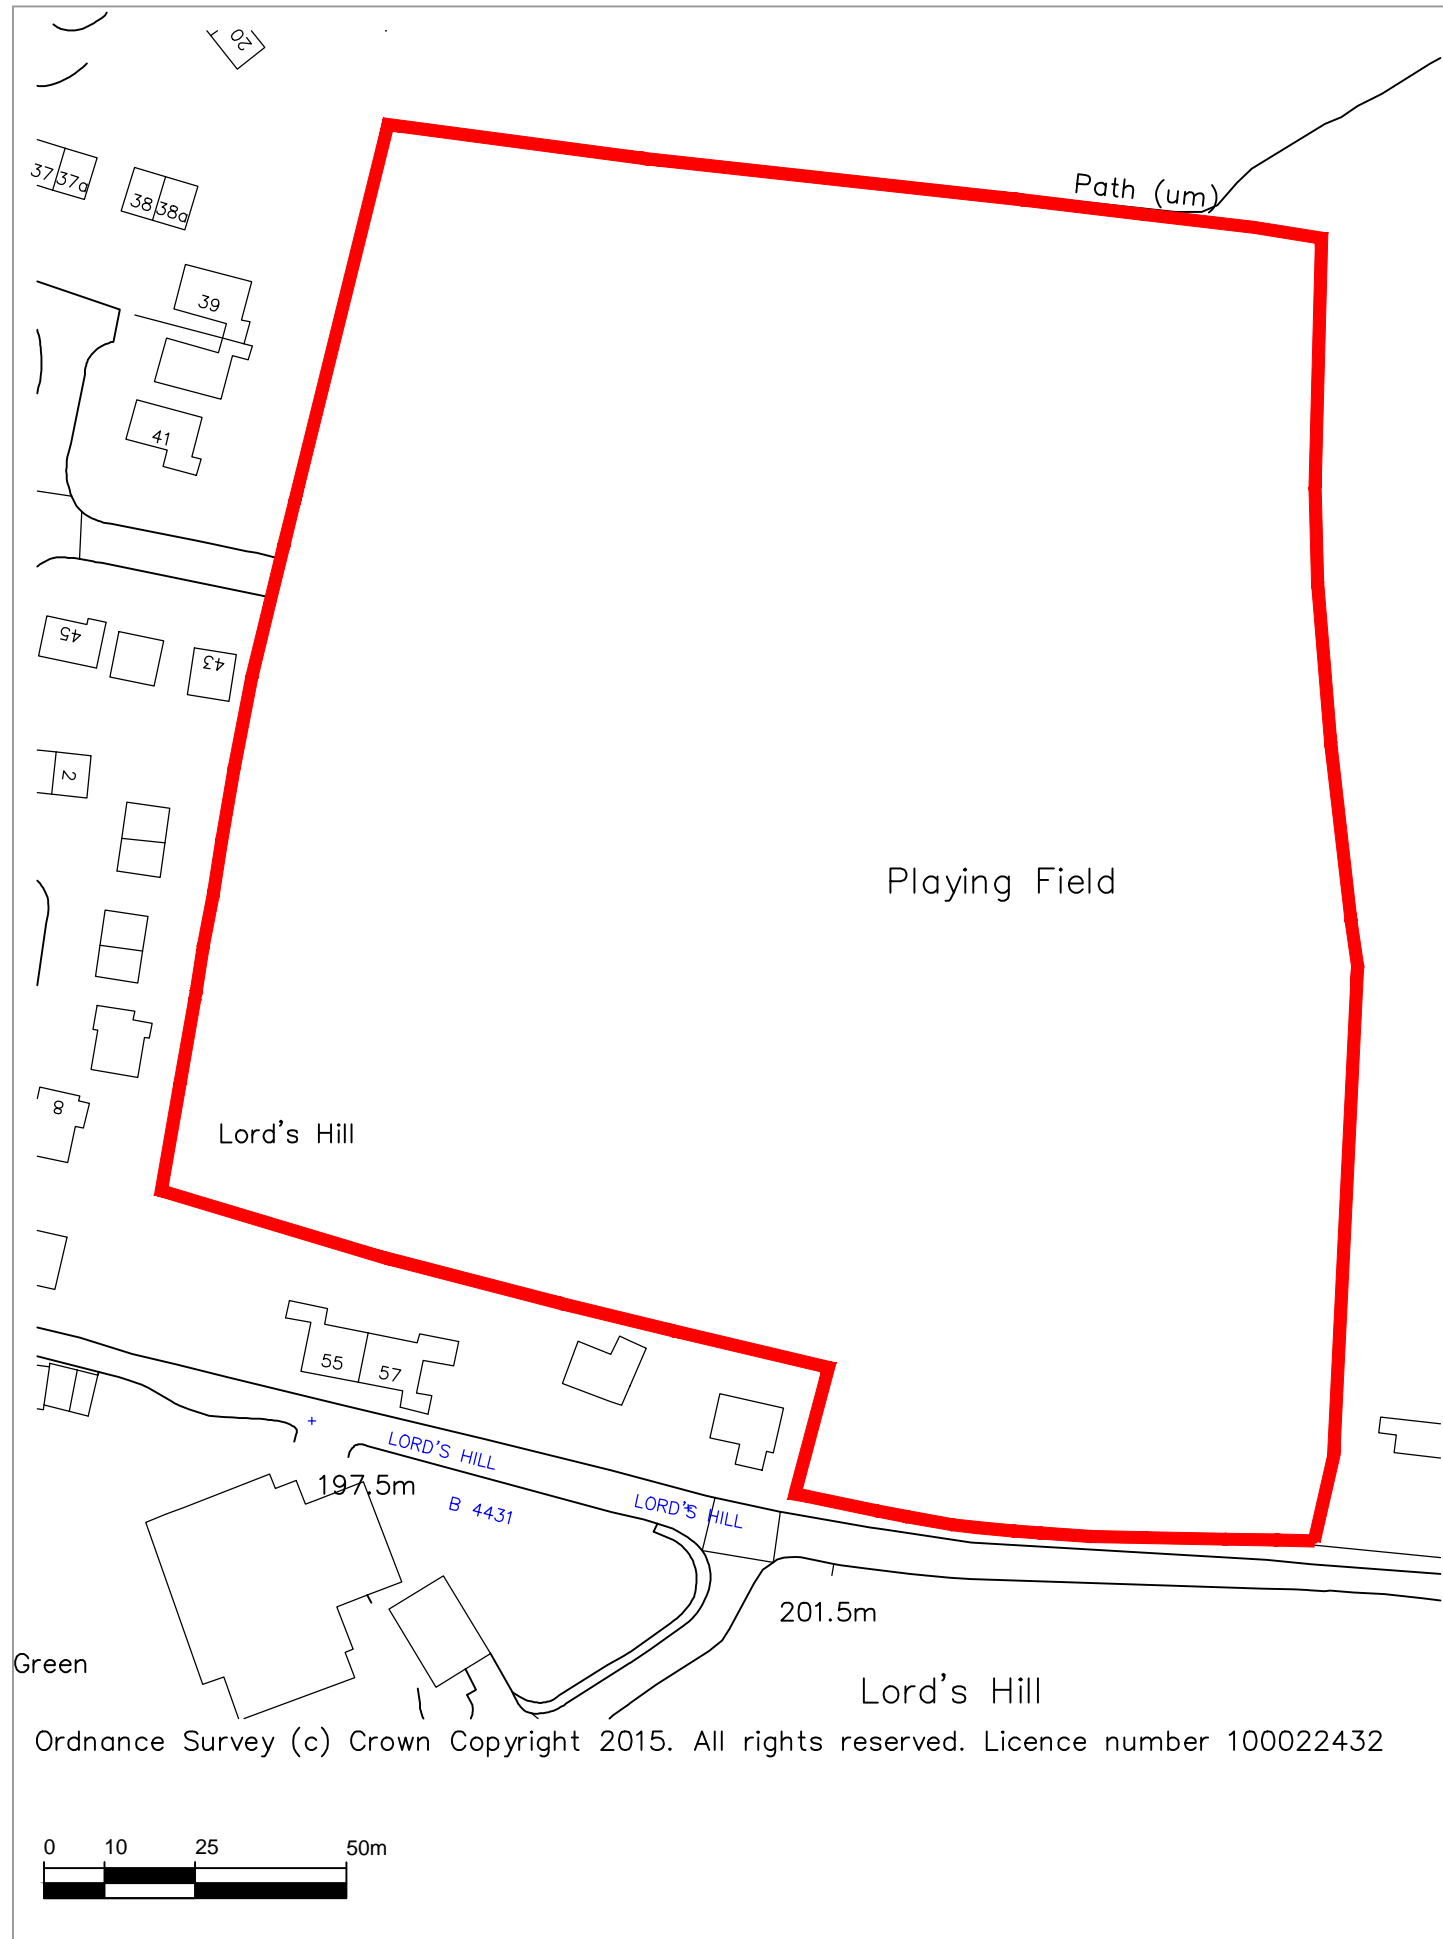 20
Path (um)
37 37a
38 38a
39
41
45
43
2
Playing Field
8
Lord's Hill
55 57
LORD'S HILL
197.5m
B 4431
LORD'S HILL
201.5m
Green
Lord's Hill
Ordnance Survey (c) Crown Copyright 2015. All rights reserved. Licence number 100022432
0 10 25 50m